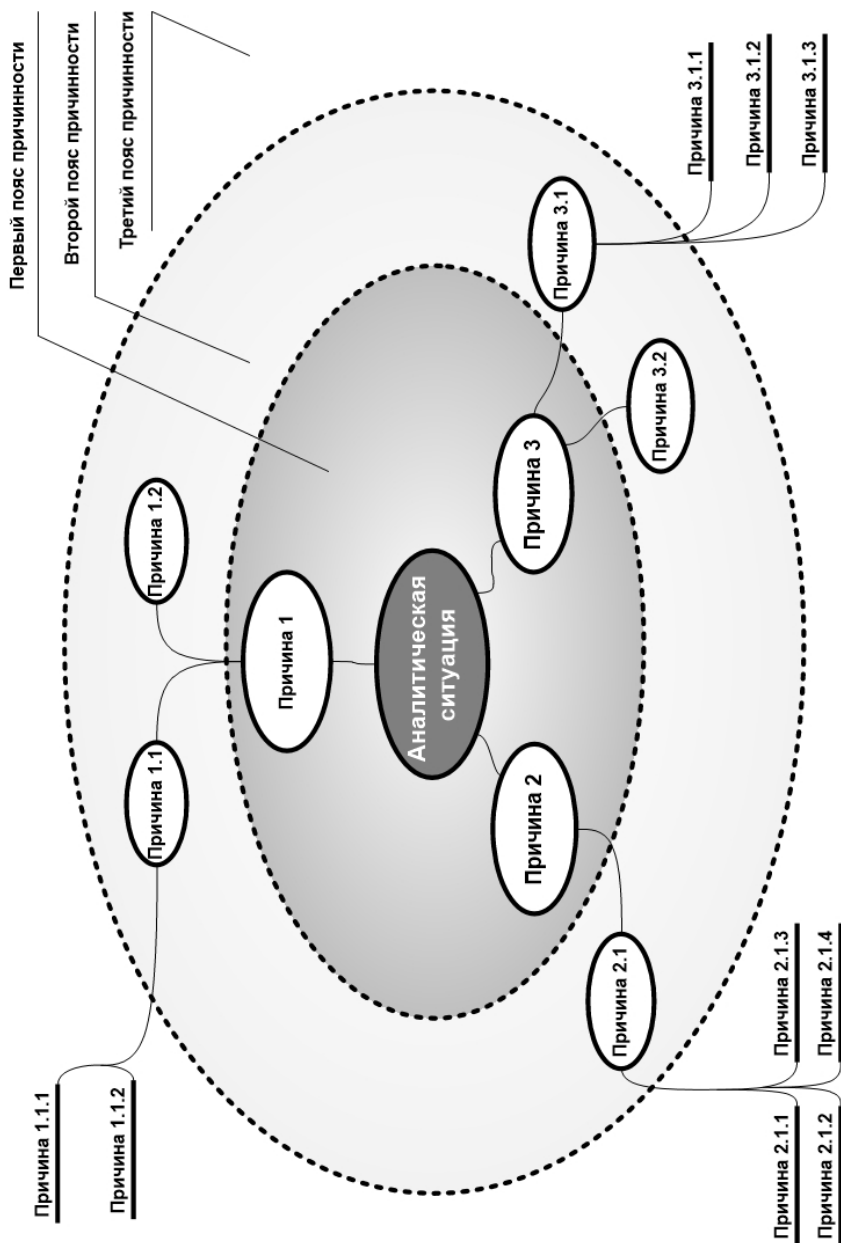 Первый пояс причинности
Второй пояс причинности
Третий пояс причинности
Причина 1.1.1
Причина 1.1.2
Причина 1.1
Причина 1.2
Причина 1
Аналитическая
ситуация
Причина 2
Причина 3
Причина 2.1
Причина 3.2
Причина 3.1
Причина 2.1.1
Причина 2.1.2
Причина 2.1.3
Причина 2.1.4
Причина 3.1.1
Причина 3.1.2
Причина 3.1.3